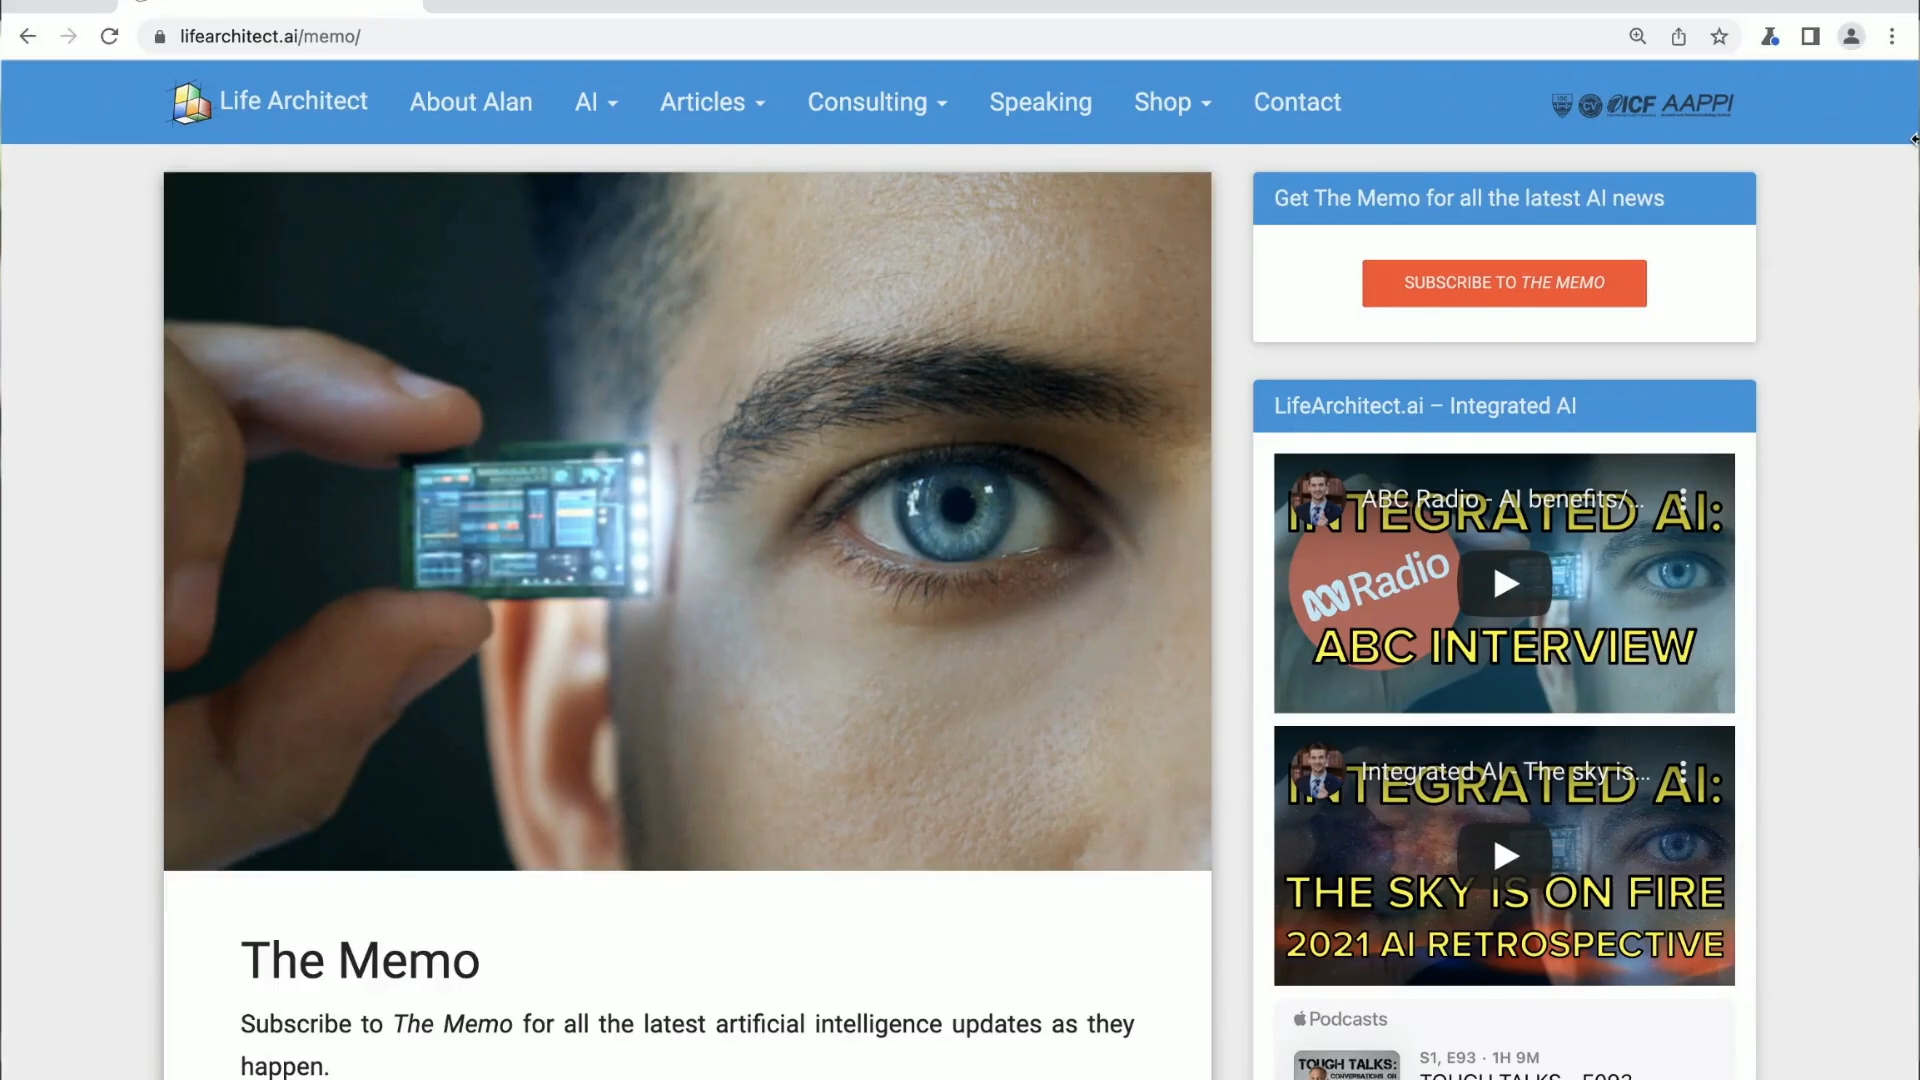 lifearchitect.ai/memo/
Life Architect
About Alan
AI
Articles
Consulting
Speaking
Shop
Contact
ICF AAPPI
Get The Memo for all the latest AI news
SUBSCRIBE TO THE MEMO
LifeArchitect.ai – Integrated AI
ABC Radio - AI benefits/...
INTEGRATED AI:
Radio
ABC INTERVIEW
Integrated AI - The sky is...
INTEGRATED AI:
THE SKY IS ON FIRE
2021 AI RETROSPECTIVE
The Memo
Subscribe to The Memo for all the latest artificial intelligence updates as they
happen.
Podcasts
S1, E93 · 1H 9M
TOUGH TALKS:
TOUGH TALKS - E093